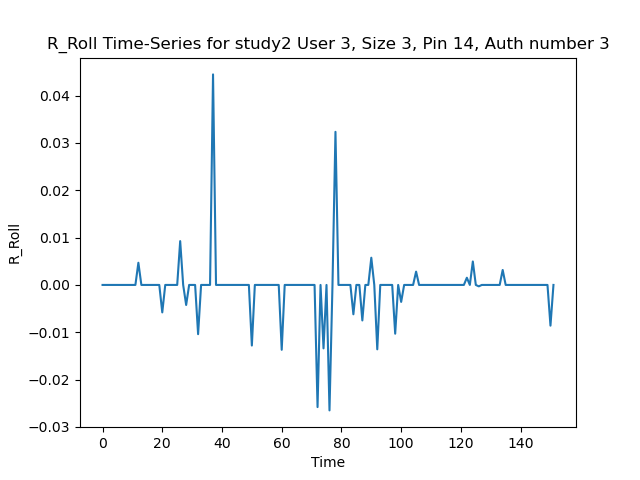 R_Roll Time-Series for study2 User 3, Size 3, Pin 14, Auth number 3
0.04
0.03
0.02
0.01
0.00
−0.01
−0.02
−0.03
R_Roll
0 20 40 60 80 100 120 140
Time